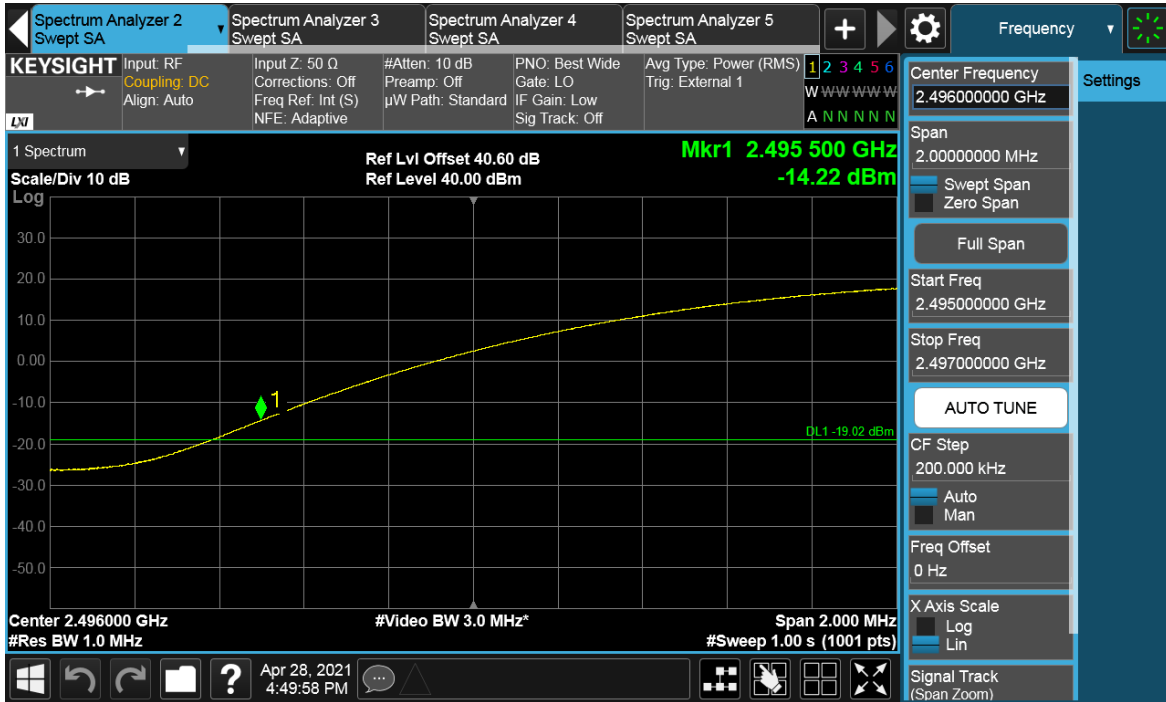 Spectrum Analyzer 2
Swept SA
Spectrum Analyzer 3
Swept SA
Spectrum Analyzer 4
Swept SA
Spectrum Analyzer 5
Swept SA
+
Frequency
KEYSIGHT
LXI
Input: RF
Coupling: DC
Align: Auto
Input Z: 50 Ω
Corrections: Off
Freq Ref: Int (S)
NFE: Adaptive
#Atten: 10 dB
Preamp: Off
µW Path: Standard
PNO: Best Wide
Gate: LO
IF Gain: Low
Sig Track: Off
Avg Type: Power (RMS)
Trig: External 1
1 2 3 4 5 6
W W W W W W
A N N N N N
1 Spectrum
Scale/Div 10 dB
Log
Ref Lvl Offset 40.60 dB
Ref Level 40.00 dBm
Mkr1 2.495 500 GHz
-14.22 dBm
30.0
20.0
10.0
0.00
-10.0
-20.0
-30.0
-40.0
-50.0
1
DL1 -19.02 dBm
Center 2.496000 GHz
#Res BW 1.0 MHz
#Video BW 3.0 MHz*
Span 2.000 MHz
#Sweep 1.00 s (1001 pts)
Center Frequency
2.496000000 GHz
Settings
Span
2.00000000 MHz
Swept Span
Zero Span
Full Span
Start Freq
2.495000000 GHz
Stop Freq
2.497000000 GHz
AUTO TUNE
CF Step
200.000 kHz
Auto
Man
Freq Offset
0 Hz
X Axis Scale
Log
Lin
Signal Track
(Span Zoom)
?
Apr 28, 2021
4:49:58 PM